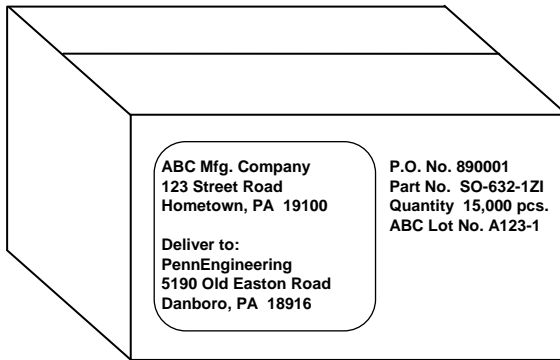 ABC Mfg. Company
123 Street Road
Hometown, PA 19100
Deliver to:
PennEngineering
5190 Old Easton Road
Danboro, PA 18916
P.O. No. 890001
Part No. SO-632-1ZI
Quantity 15,000 pcs.
ABC Lot No. A123-1